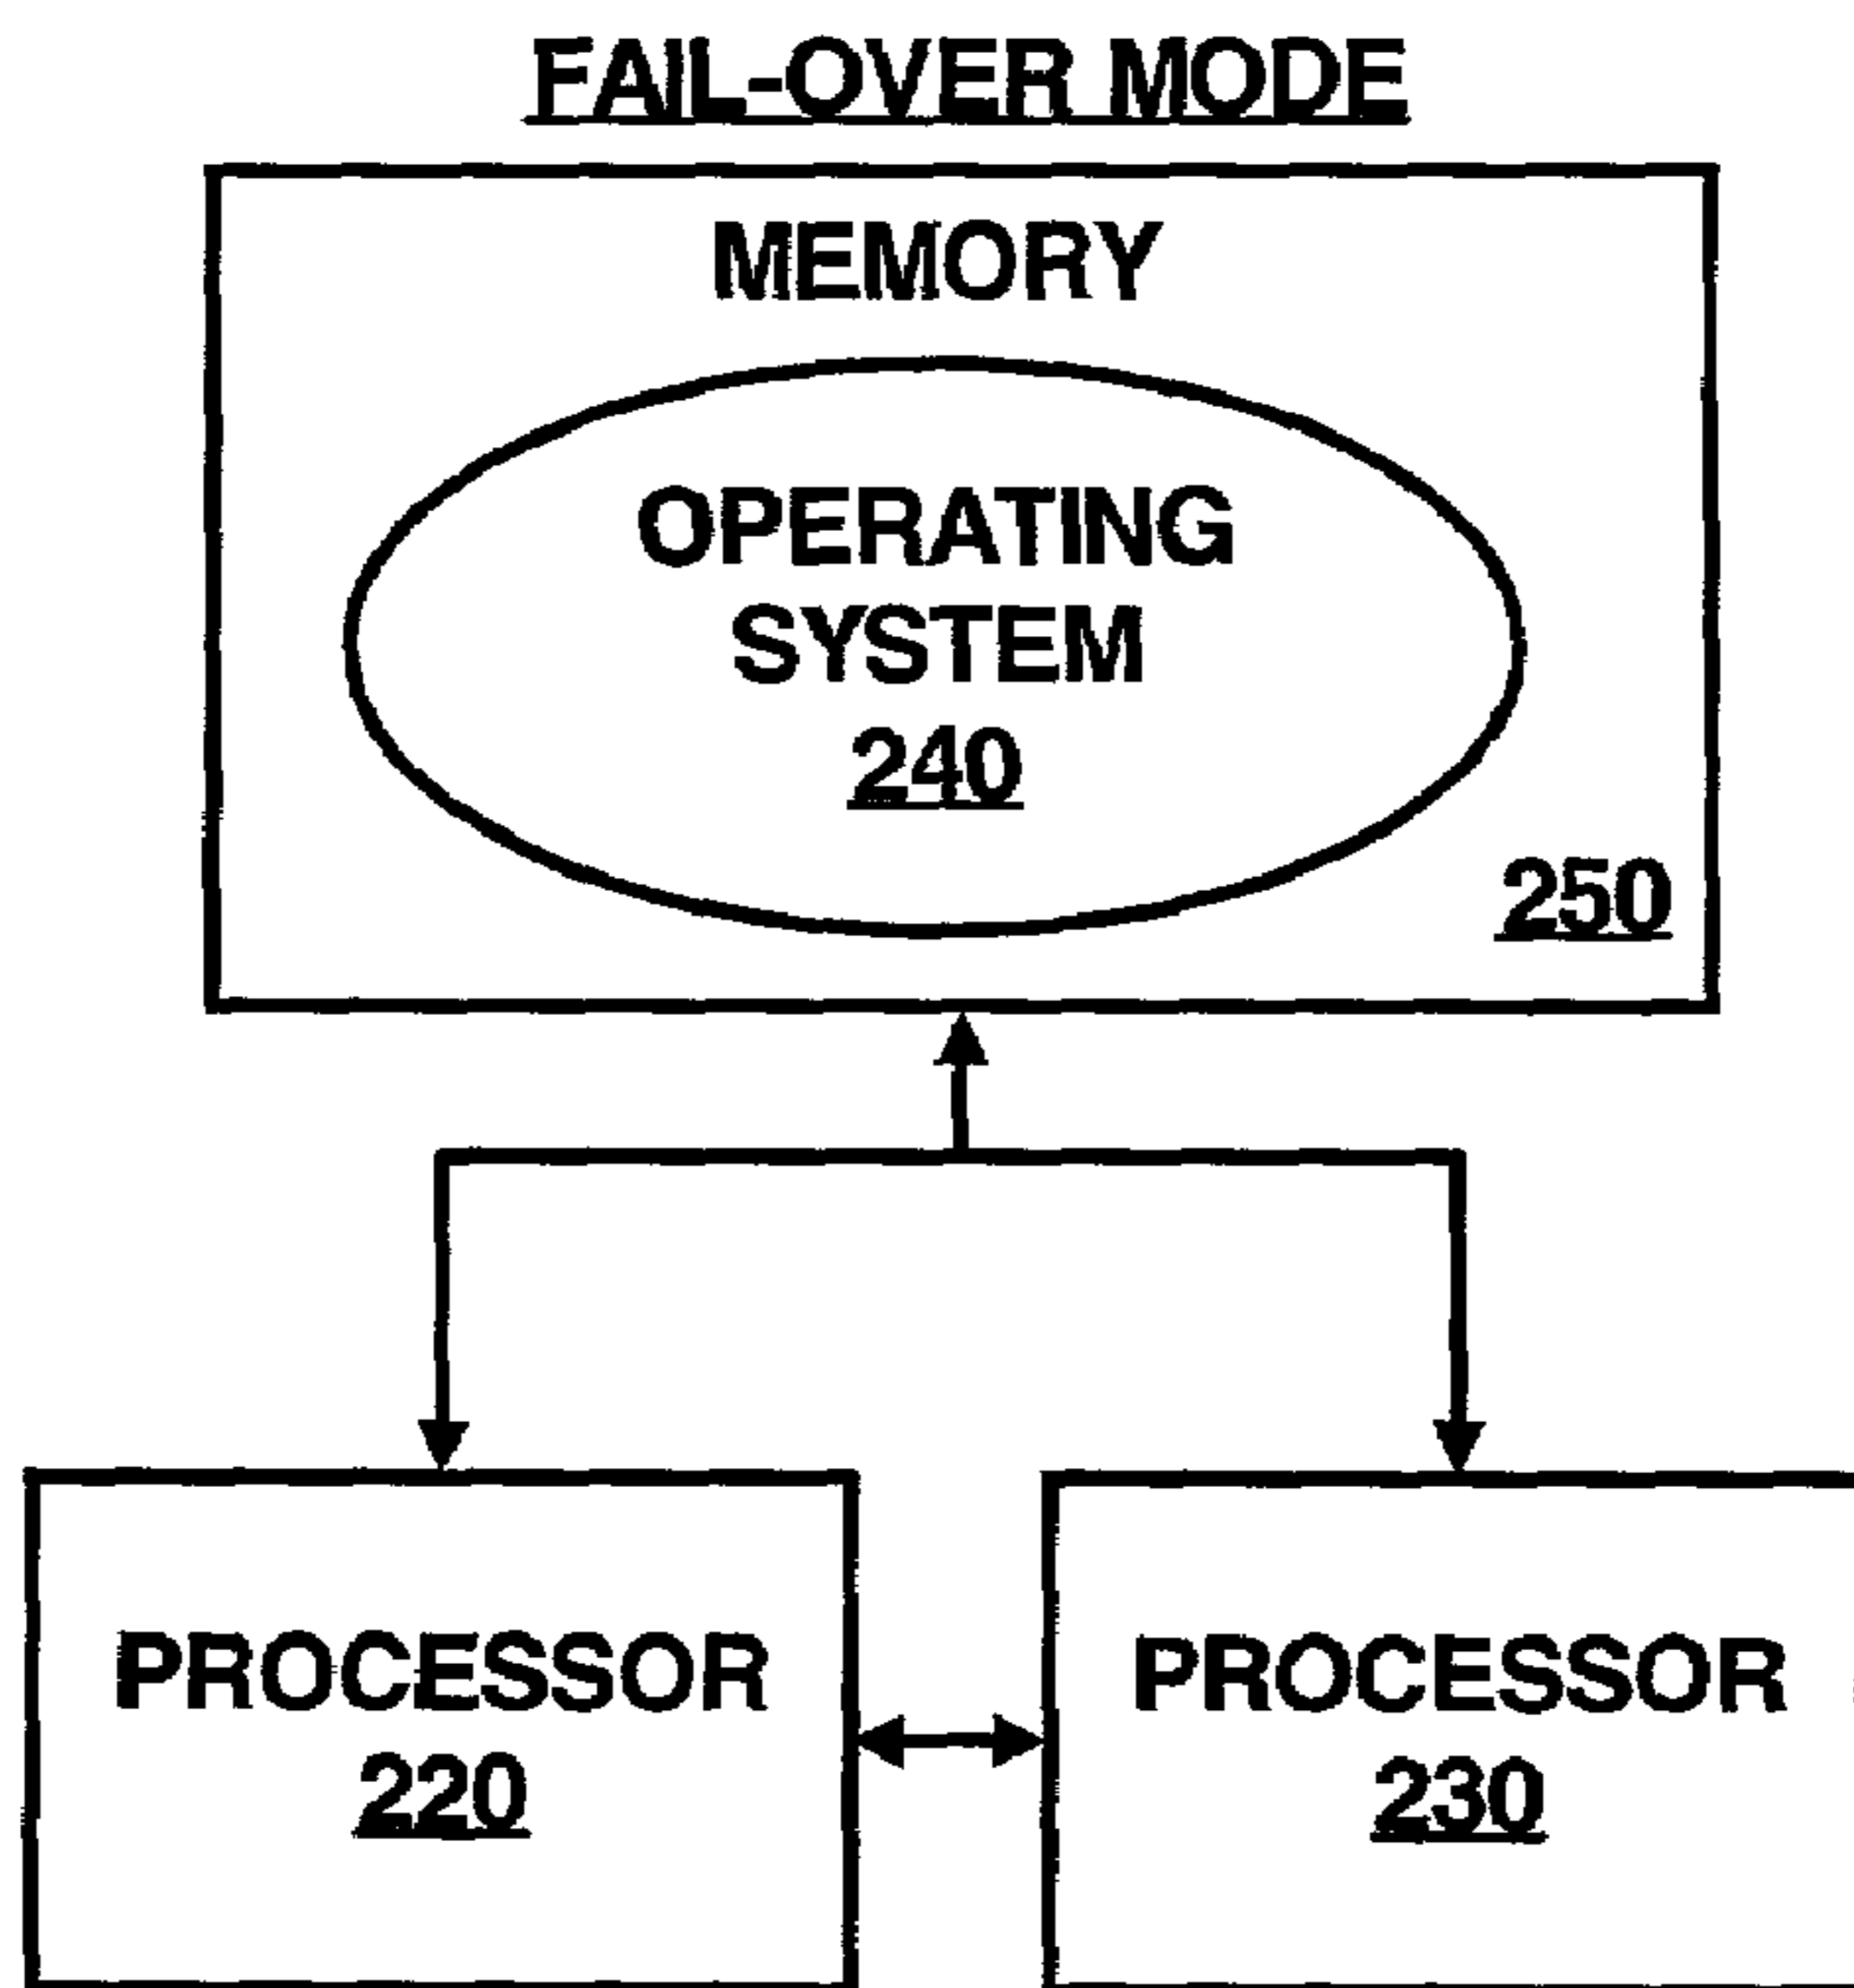 FAIL-OVER MODE
MEMORY
OPERATING
SYSTEM
240
250
PROCESSOR
220
PROCESSOR
230